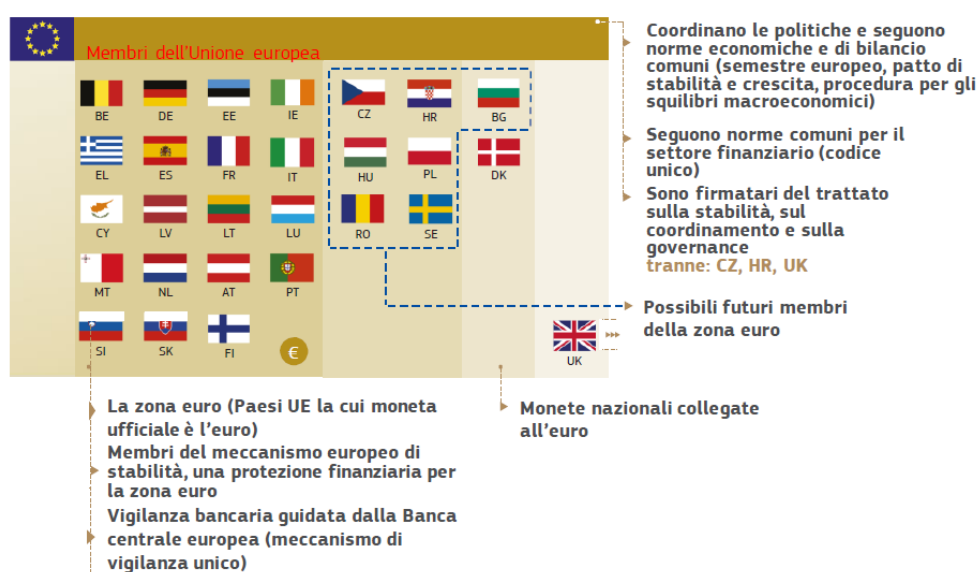 Membri dell'Unione europea
BE DE EE IE CZ HR BG
EL ES FR IT HU PL DK
CY LV LT LU RO SE
MT NL AT PT
SI SK FI € UK
Coordinano le politiche e seguono
norme economiche e di bilancio
comuni (semestre europeo, patto di
stabilità e crescita, procedura per gli
squilibri macroeconomici)
Seguono norme comuni per il
settore finanziario (codice
unico)
Sono firmatari del trattato
sulla stabilità, sul
coordinamento e sulla
governance
tranne: CZ, HR, UK
Possibili futuri membri
della zona euro
La zona euro (Paesi UE la cui moneta
ufficiale è l'euro)
Membri del meccanismo europeo di
stabilità, una protezione finanziaria per
la zona euro
Vigilanza bancaria guidata dalla Banca
centrale europea (meccanismo di
vigilanza unico)
Monete nazionali collegate
all'euro